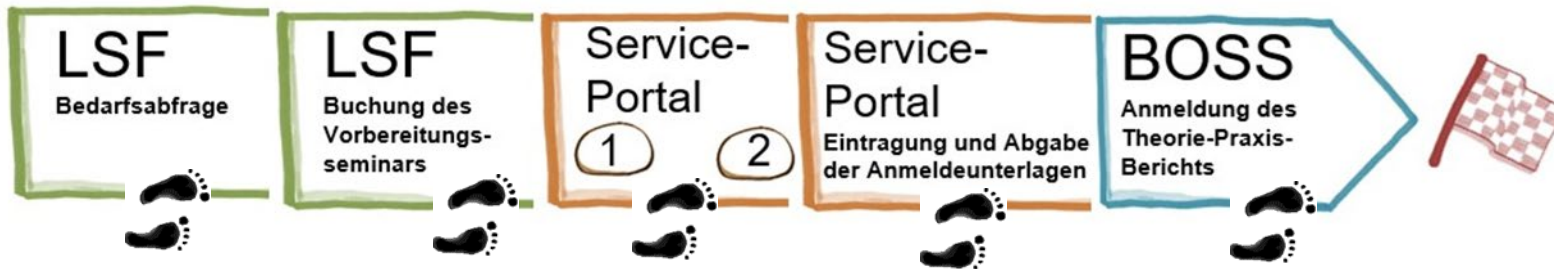 LSF
Bedarfsabfrage
LSF
Buchung des
Vorbereitungs-
seminars
Service-
Portal
1
2
Service-
Portal
Eintragung und Abgabe
der Anmeldeunterlagen
BOSS
Anmeldung des
Theorie-Praxis-
Berichts